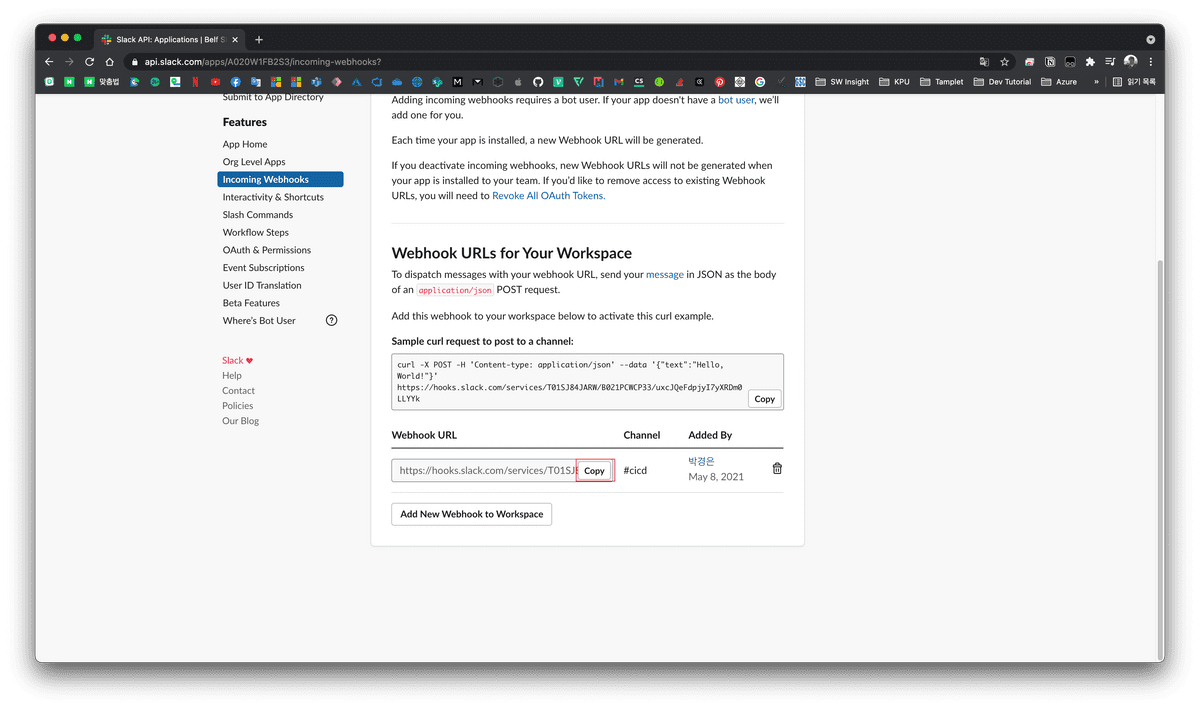 Slack API: Applications | Belf S
api.slack.com/apps/A020W1FB2S3/incoming-webhooks?
맞춤법
SW Insight
KPU
Tamplet
Dev Tutorial
Azure
»
읽기 목록
Submit to App Directory
Features
App Home
Org Level Apps
Incoming Webhooks
Interactivity & Shortcuts
Slash Commands
Workflow Steps
OAuth & Permissions
Event Subscriptions
User ID Translation
Beta Features
Where's Bot User
Slack ♥
Help
Contact
Policies
Our Blog
Adding incoming webhooks requires a bot user. If your app doesn't have a bot user, we'll
add one for you.
Each time your app is installed, a new Webhook URL will be generated.
If you deactivate incoming webhooks, new Webhook URLs will not be generated when
your app is installed to your team. If you'd like to remove access to existing Webhook
URLs, you will need to Revoke All OAuth Tokens.
Webhook URLs for Your Workspace
To dispatch messages with your webhook URL, send your message in JSON as the body
of an application/json POST request.
Add this webhook to your workspace below to activate this curl example.
Sample curl request to post to a channel:
curl -X POST -H 'Content-type: application/json' --data '{"text":"Hello,
World!"}'
https://hooks.slack.com/services/T01SJ84JARW/B021PCWCP33/uxcJQeFdpjyI7yXRDm0
LLYYk
Copy
Webhook URL Channel Added By
https://hooks.slack.com/services/T01SJ8 Copy #cicd 박경은
May 8, 2021
Add New Webhook to Workspace